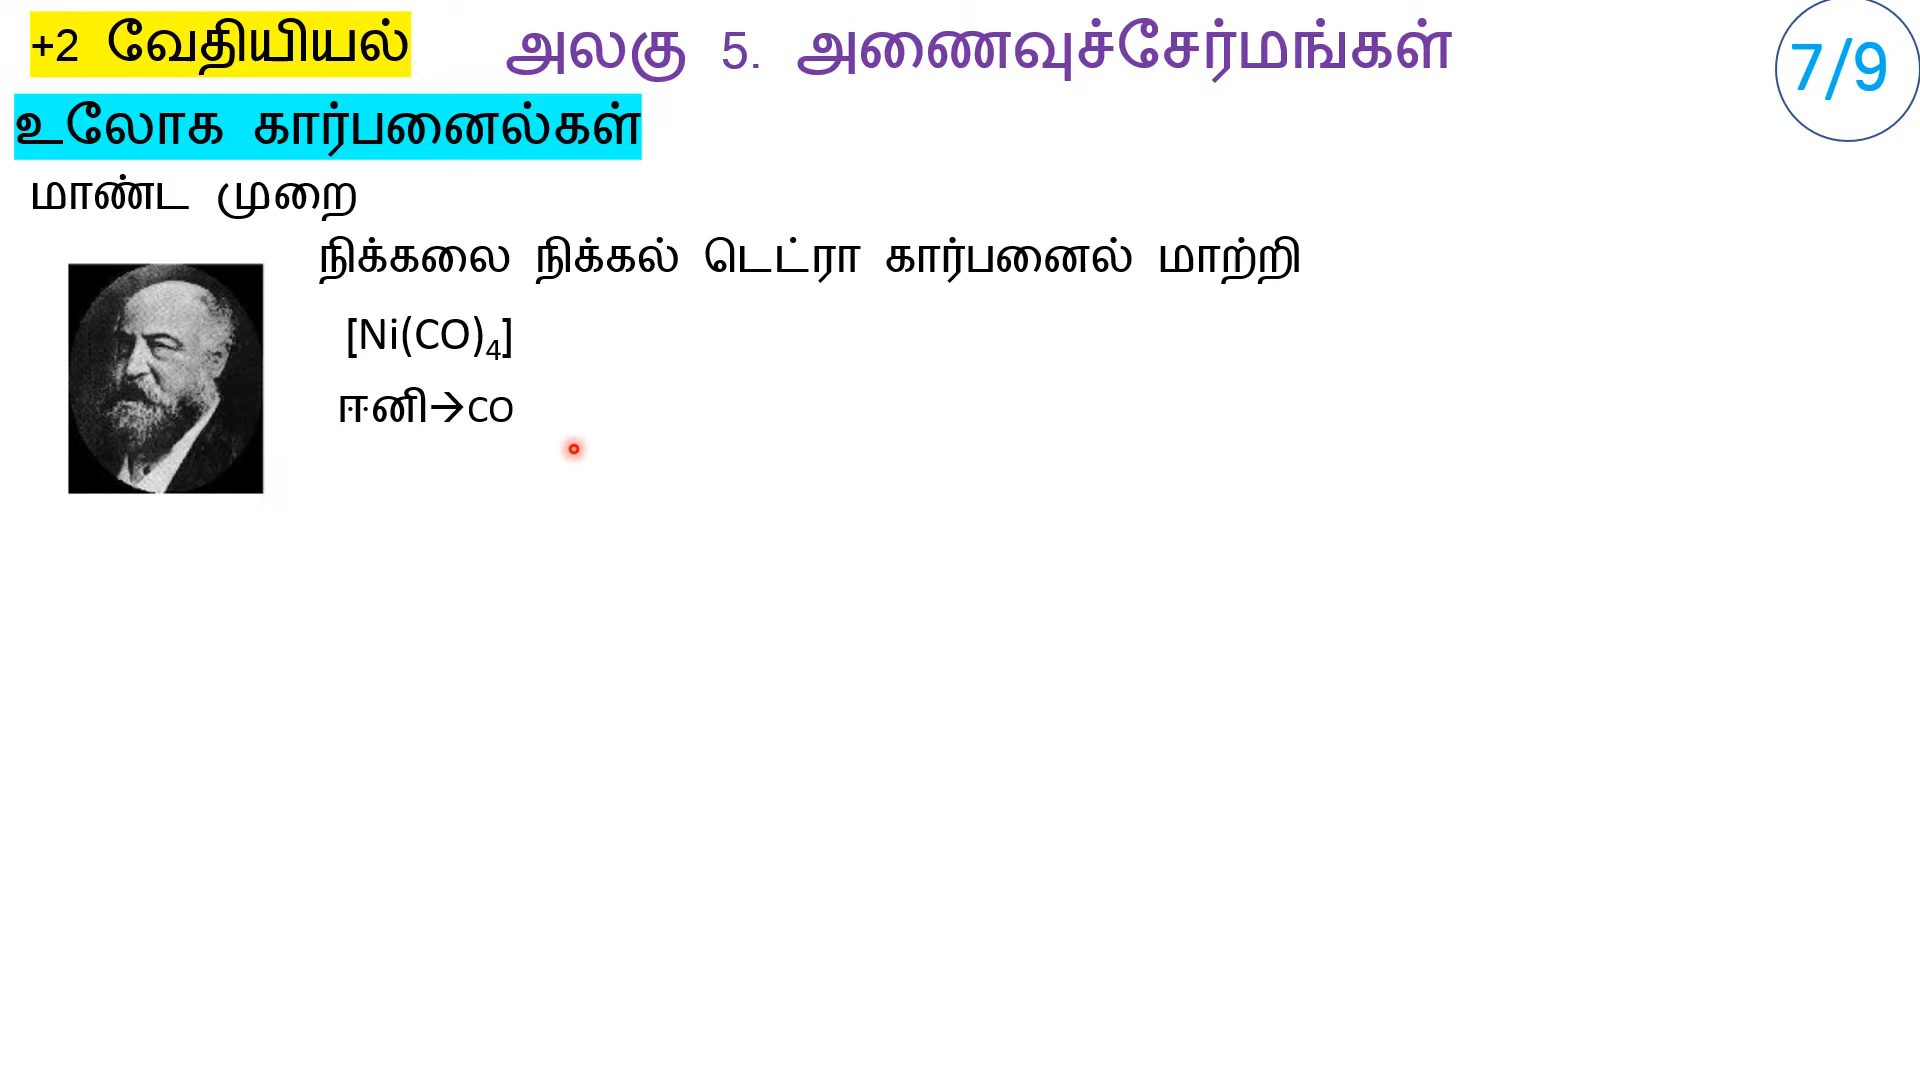 +2 வேதியியல் அலகு 5. அணைவுச்சேர்மங்கள் 7/9
உலோக கார்பனைல்கள்
மாண்ட முறை
நிக்கலை நிக்கல் டெட்ரா கார்பனைல் மாற்றி
[Ni(CO)₄]
ஈனி→CO